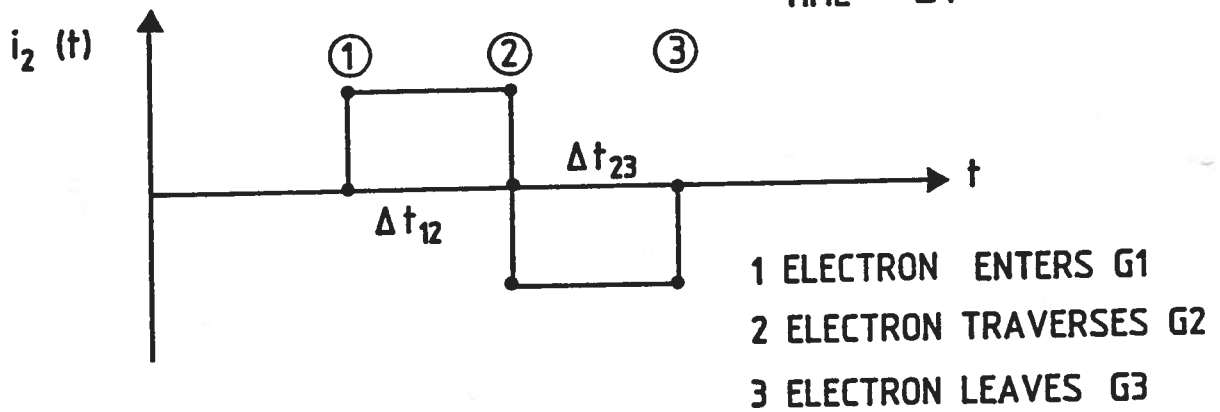 i₂ (t)
1
2
3
Δt₂₃
t
Δt₁₂
1 ELECTRON ENTERS G1
2 ELECTRON TRAVERSES G2
3 ELECTRON LEAVES G3